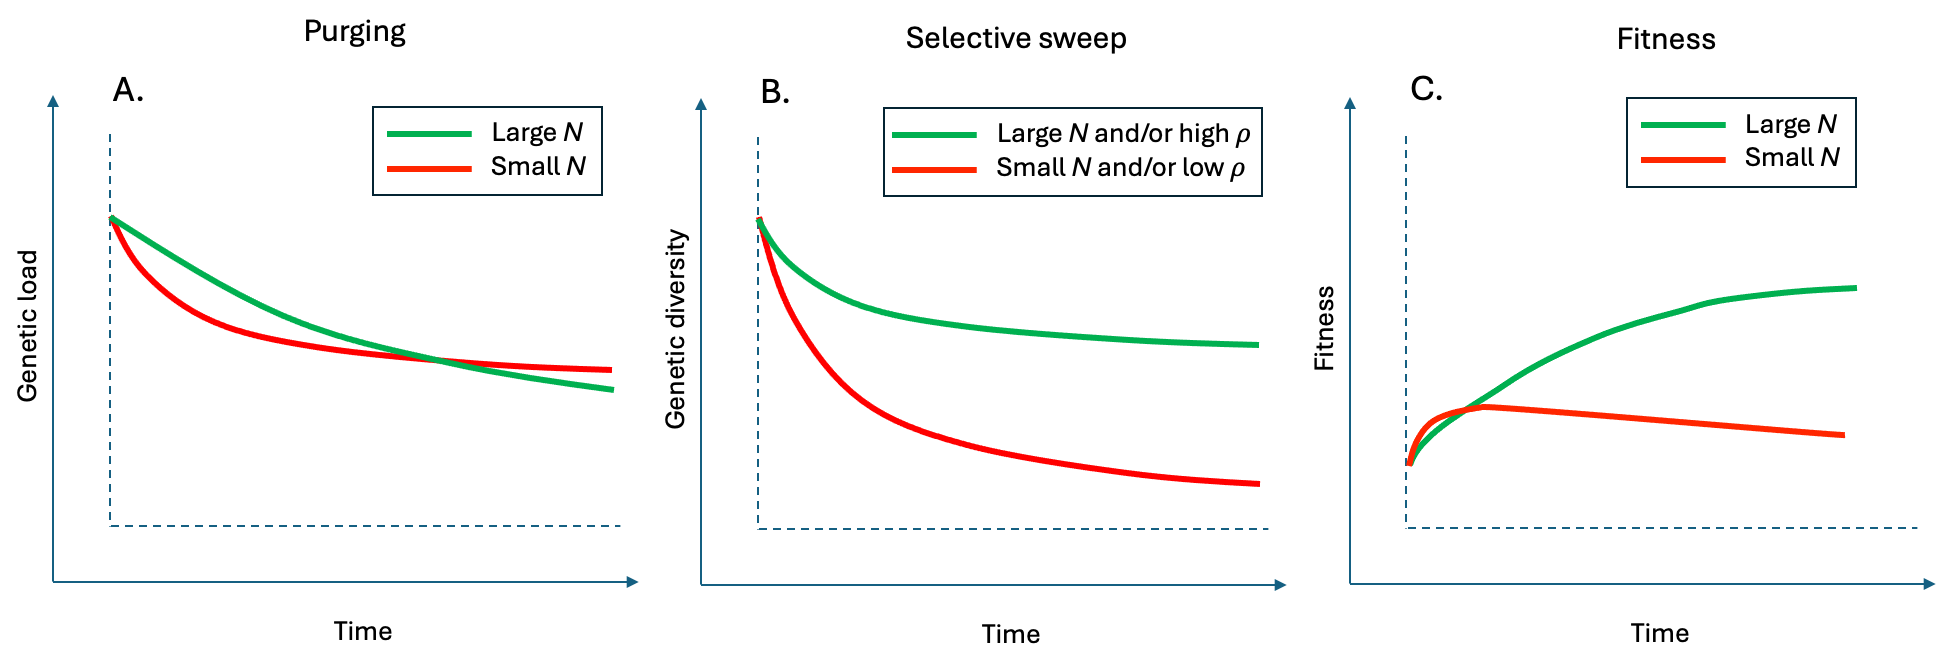 Purging
A.
Large N
Small N
Genetic load
Time
Selective sweep
B.
Large N and/or high ρ
Small N and/or low ρ
Genetic diversity
Time
Fitness
C.
Large N
Small N
Fitness
Time